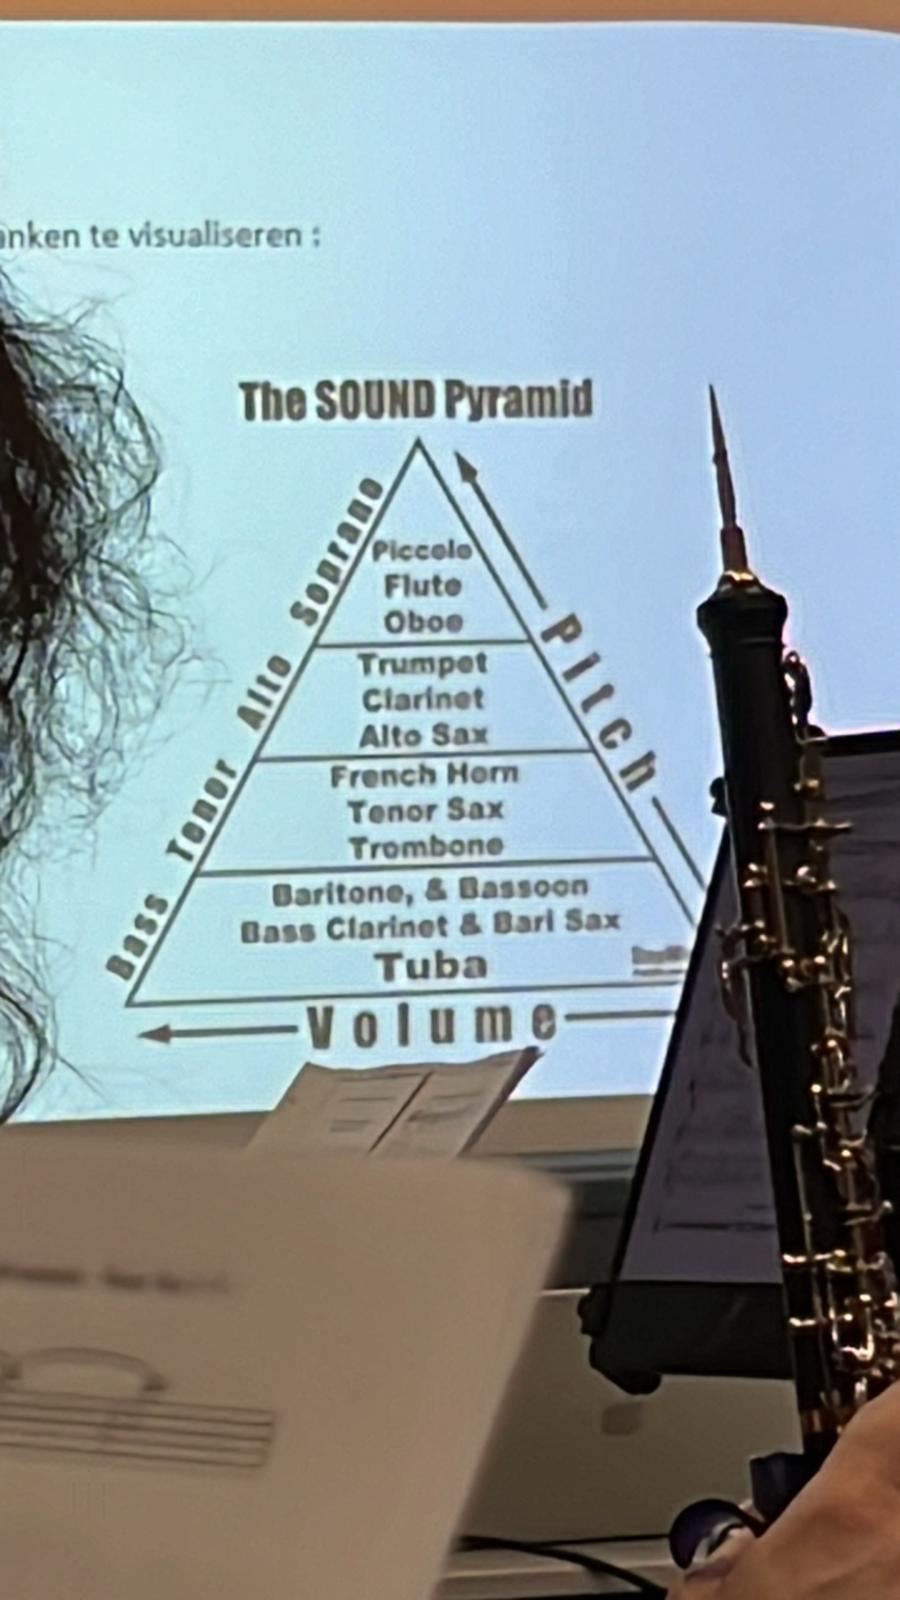 te visualiseren :
The SOUND Pyramid
Soprano
Piccolo
Flute
Oboe
Alto
Trumpet
Clarinet
Alto Sax
Tenor
French Horn
Tenor Sax
Trombone
Bass
Baritone, & Bassoon
Bass Clarinet & Bari Sax
Tuba
Pitch
Volume